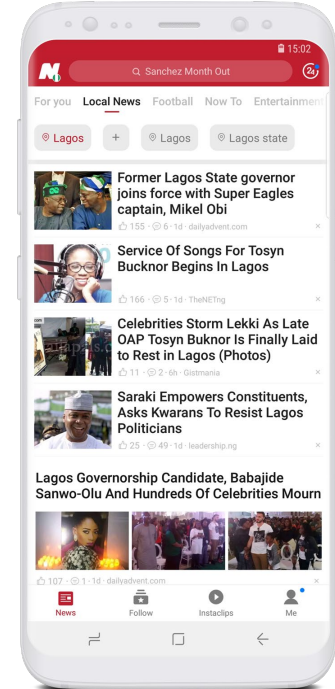 15:02
Sanchez Month Out
24
For you Local News Football Now To Entertainment
Lagos + Lagos Lagos state
Former Lagos State governor
joins force with Super Eagles
captain, Mikel Obi
155 · 6 · 1d · dailyadvent.com ×
Service Of Songs For Tosyn
Bucknor Begins In Lagos
166 · 5 · 1d · TheNETng ×
Celebrities Storm Lekki As Late
OAP Tosyn Buknor Is Finally Laid
to Rest in Lagos (Photos)
11 · 2 · 6h · Gistmania ×
Saraki Empowers Constituents,
Asks Kwarans To Resist Lagos
Politicians
25 · 49 · 1d · leadership.ng ×
Lagos Governorship Candidate, Babajide
Sanwo-Olu And Hundreds Of Celebrities Mourn
107 · 1 · 1d · dailyadvent.com ×
News Follow Instaclips Me